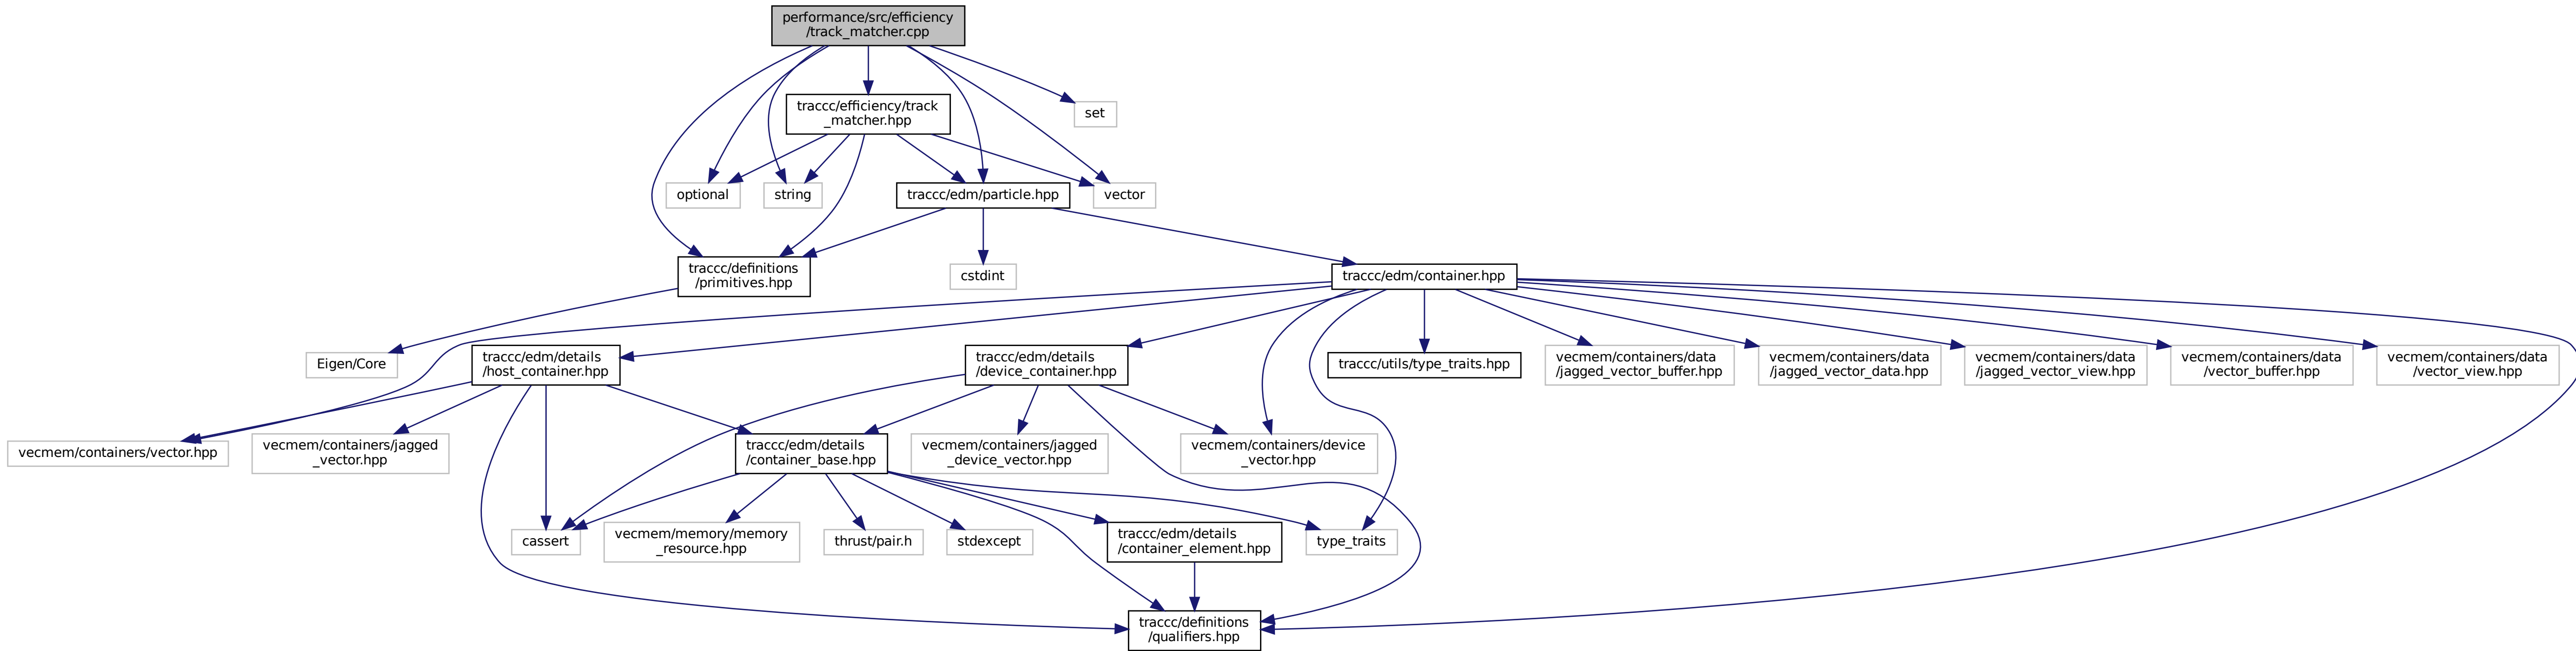 performance/src/efficiency
/track_matcher.cpp
traccc/efficiency/track
_matcher.hpp
set
optional
string
traccc/edm/particle.hpp
vector
traccc/definitions
/primitives.hpp
cstdint
traccc/edm/container.hpp
Eigen/Core
traccc/edm/details
/host_container.hpp
traccc/edm/details
/device_container.hpp
traccc/utils/type_traits.hpp
vecmem/containers/data
/jagged_vector_buffer.hpp
vecmem/containers/data
/jagged_vector_data.hpp
vecmem/containers/data
/jagged_vector_view.hpp
vecmem/containers/data
/vector_buffer.hpp
vecmem/containers/data
/vector_view.hpp
vecmem/containers/vector.hpp
vecmem/containers/jagged
_vector.hpp
traccc/edm/details
/container_base.hpp
vecmem/containers/jagged
_device_vector.hpp
vecmem/containers/device
_vector.hpp
cassert
vecmem/memory/memory
_resource.hpp
thrust/pair.h
stdexcept
traccc/edm/details
/container_element.hpp
type_traits
traccc/definitions
/qualifiers.hpp